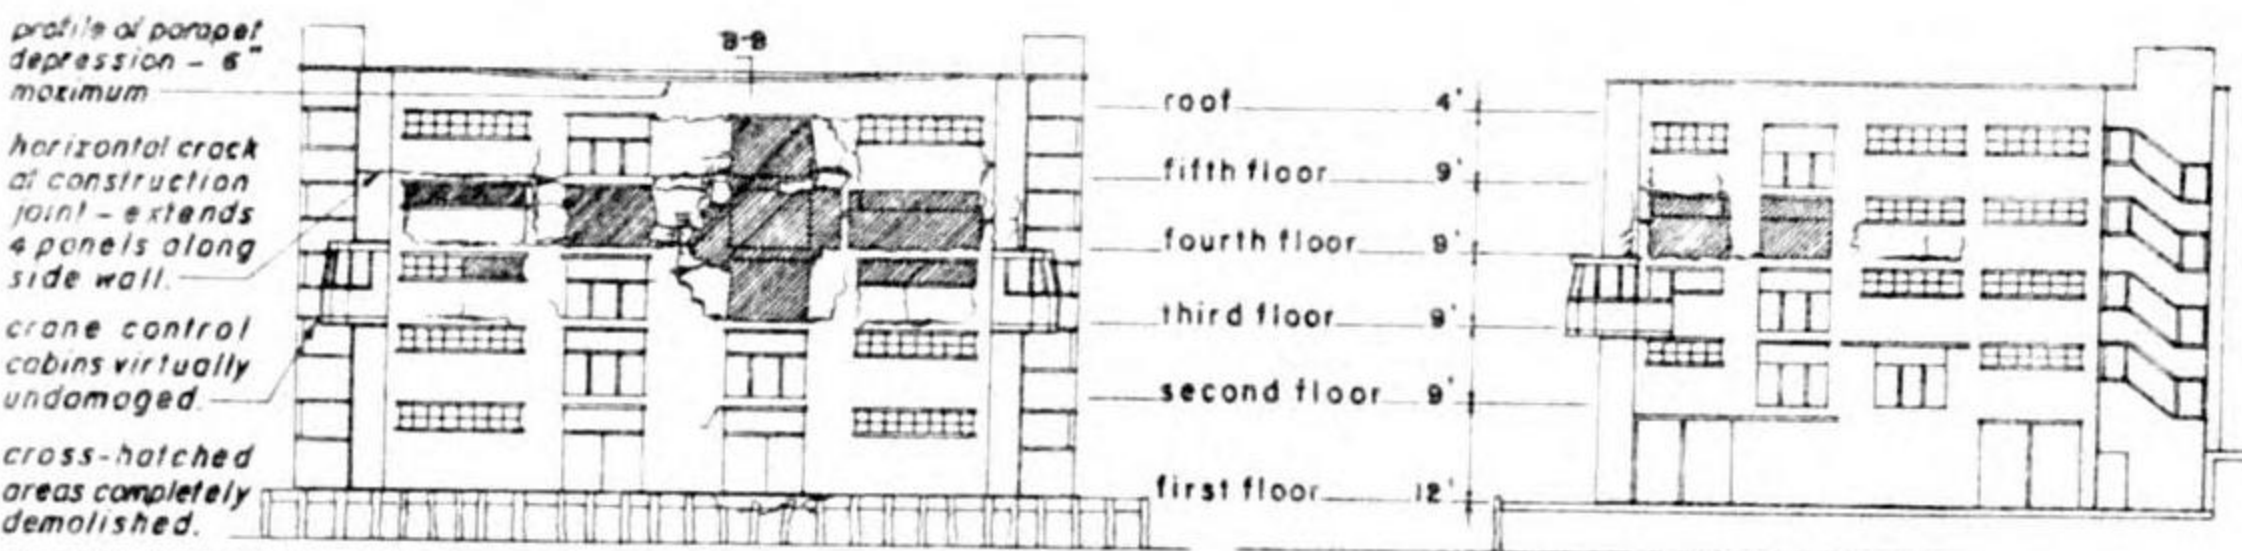 profile of parapet
depression – 6"
maximum
horizontal crack
at construction
joint – extends
4 panels along
side wall.
crane control
cabins virtually
undamaged.
cross-hatched
areas completely
demolished.
B-B
roof 4'
fifth floor 9'
fourth floor 9'
third floor 9'
second floor 9'
first floor 12'